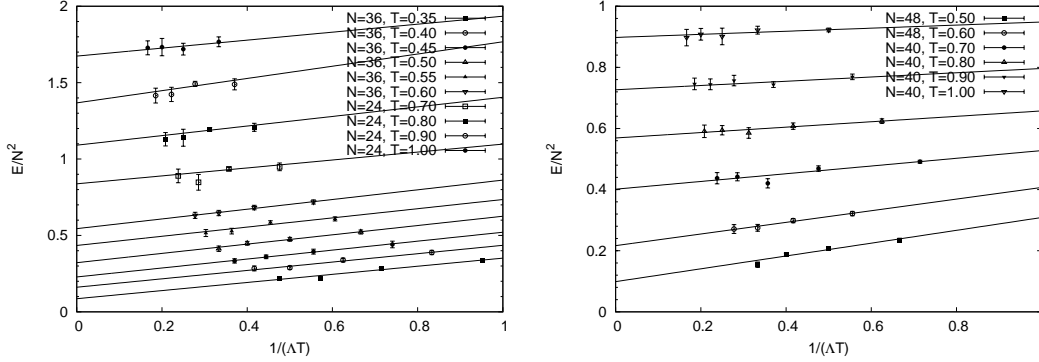 2
1.5
1
0.5
0
E/N²
0 0.2 0.4 0.6 0.8 1
1/(ΛT)
N=36, T=0.35
N=36, T=0.40
N=36, T=0.45
N=36, T=0.50
N=36, T=0.55
N=36, T=0.60
N=24, T=0.70
N=24, T=0.80
N=24, T=0.90
N=24, T=1.00
1
0.8
0.6
0.4
0.2
0
E/N²
0 0.2 0.4 0.6 0.8
1/(ΛT)
N=48, T=0.50
N=48, T=0.60
N=40, T=0.70
N=40, T=0.80
N=40, T=0.90
N=40, T=1.00